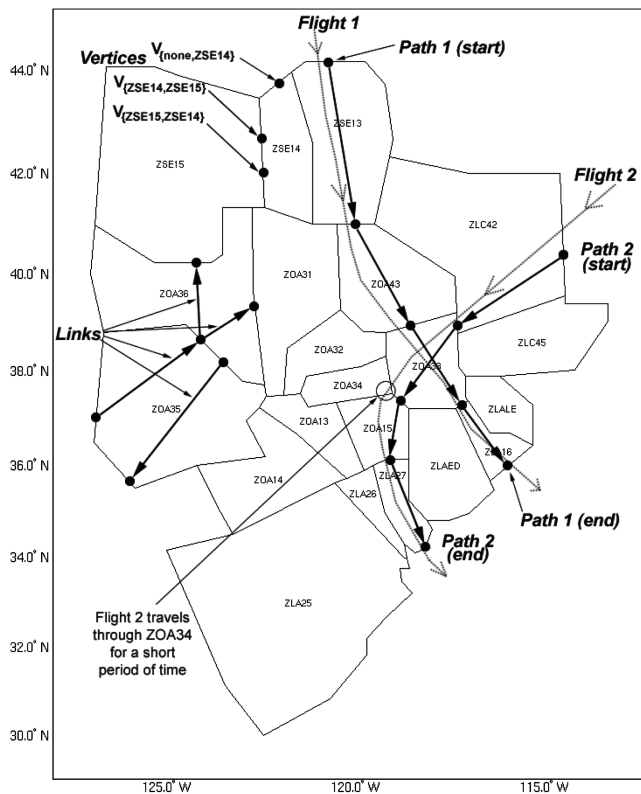 Flight 1
Path 1 (start)
Vertices
V{none,ZSE14}
V{ZSE14,ZSE15}
V{ZSE15,ZSE14}
44.0° N
42.0° N
40.0° N
38.0° N
36.0° N
34.0° N
32.0° N
30.0° N
ZSE13
ZSE14
ZSE15
Flight 2
ZLC42
Path 2
(start)
ZOA31
ZOA43
ZOA36
Links
ZOA32
ZOA33
ZLC45
ZOA34
ZOA35
ZOA13
ZOA15
ZLALE
ZLA16
ZOA14
ZLA27
ZLAED
ZLA26
Path 1 (end)
Path 2
(end)
ZLA25
Flight 2 travels
through ZOA34
for a short
period of time
125.0° W
120.0° W
115.0° W